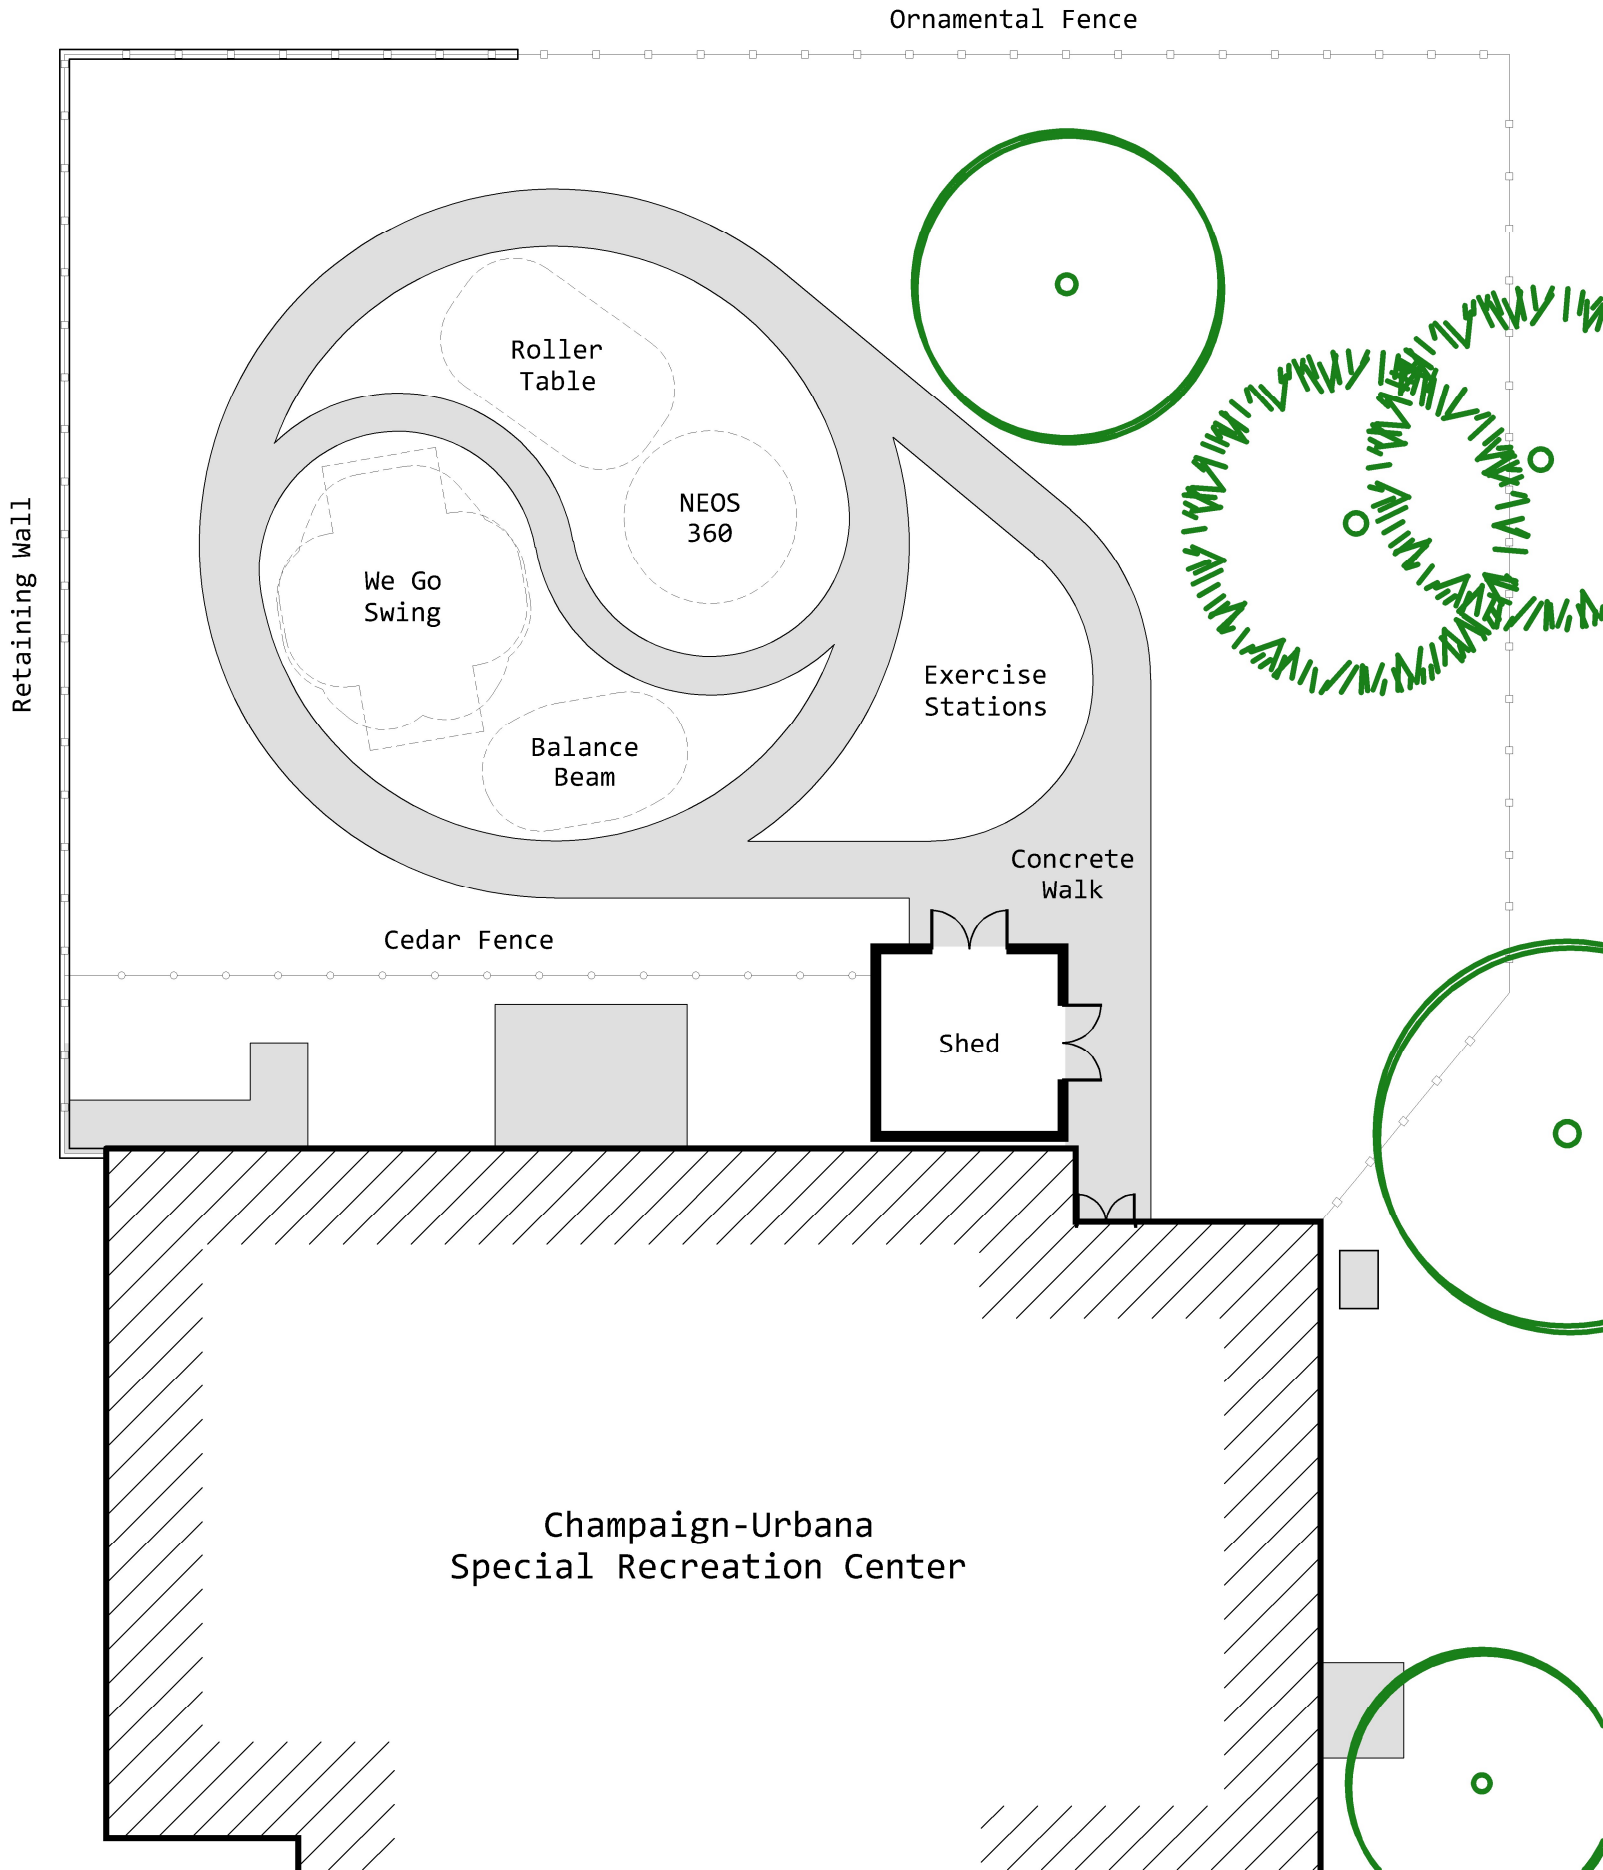 Ornamental Fence
Roller
Table
NEOS
360
We Go
Swing
Retaining Wall
Exercise
Stations
Balance
Beam
Concrete
Walk
Cedar Fence
Shed
Champaign-Urbana
Special Recreation Center